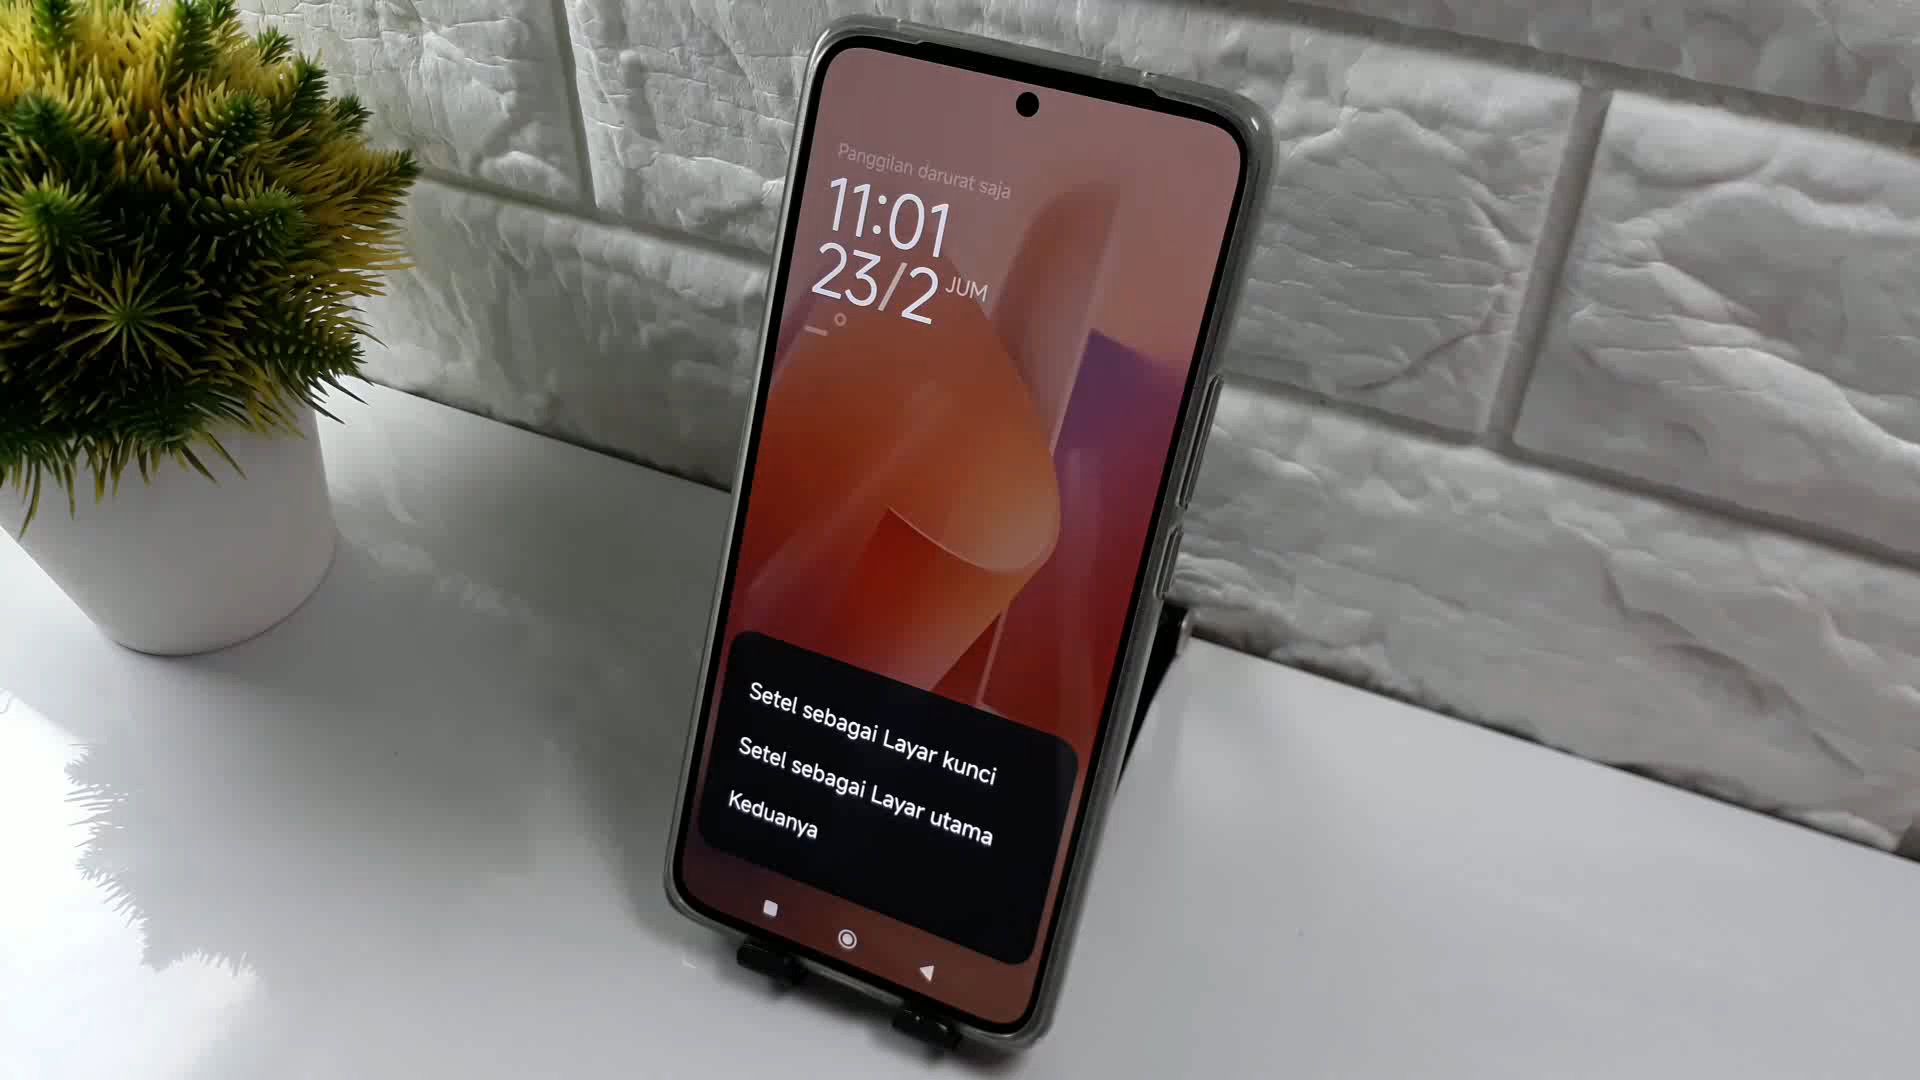 Panggilan darurat saja
11:01
23/2 JUM
—°
Setel sebagai Layar kunci
Setel sebagai Layar utama
Keduanya